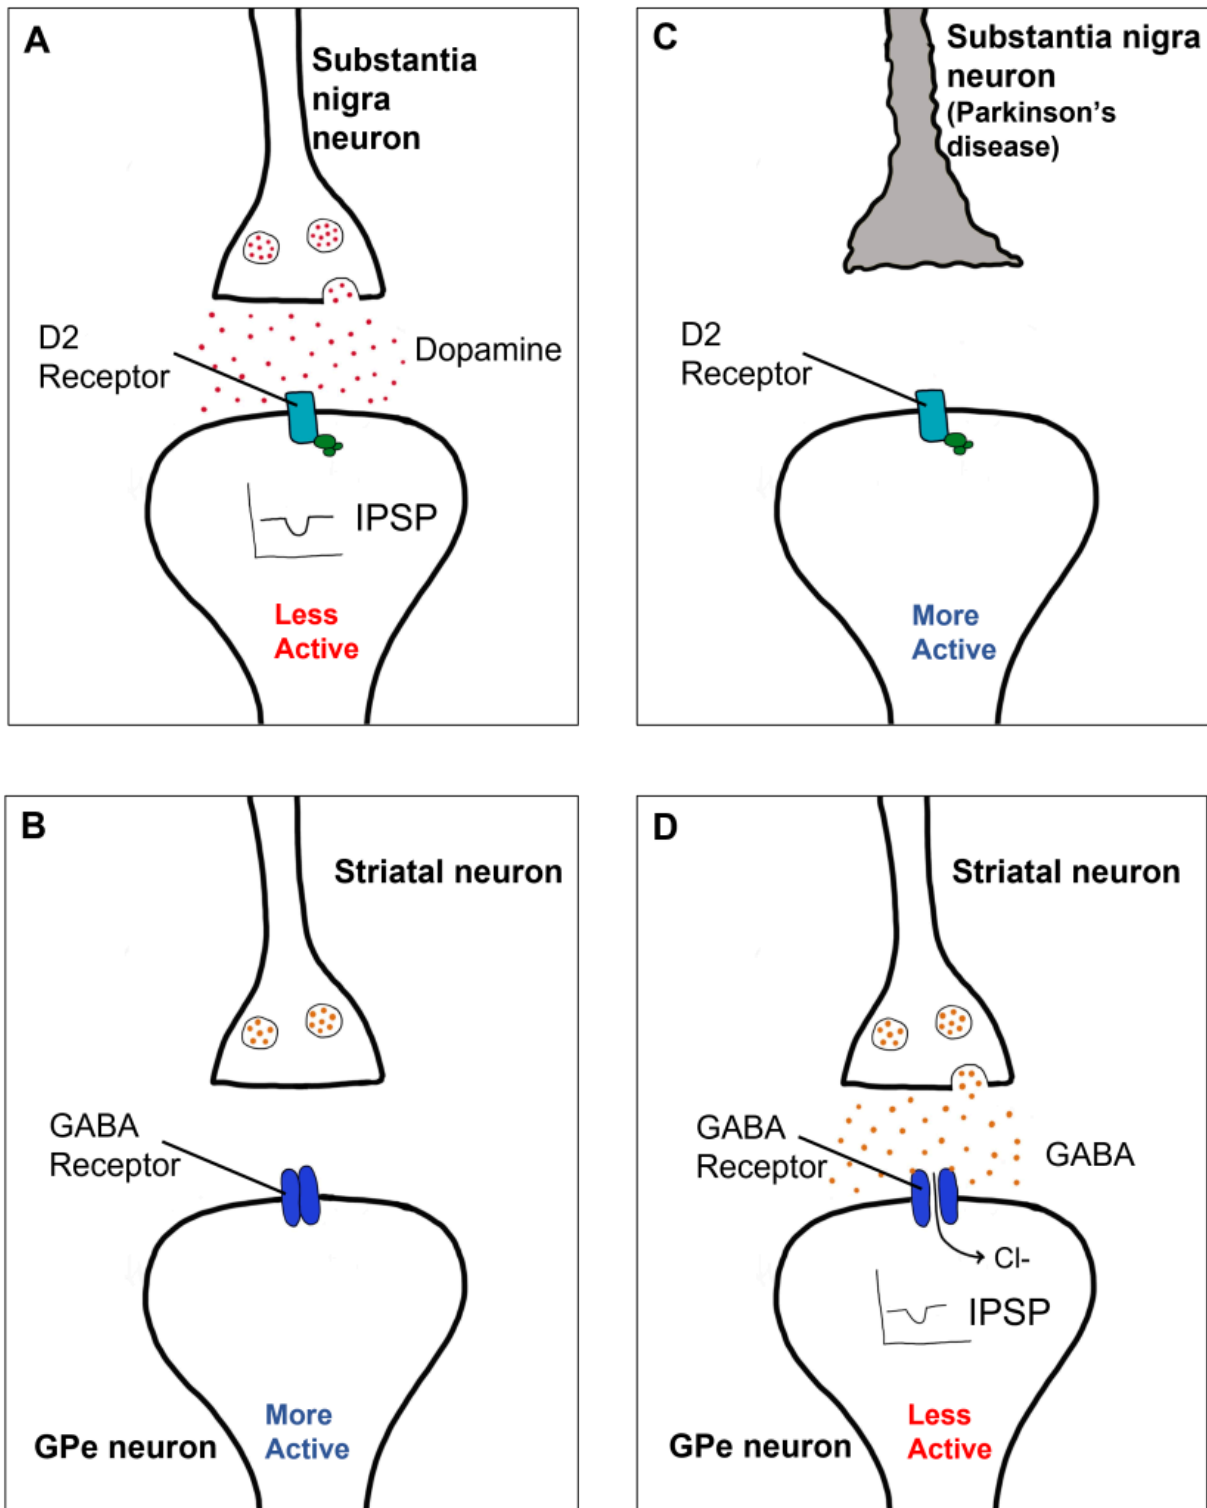 A
Substantia
nigra
neuron
D2
Receptor
Dopamine
IPSP
Less
Active
C
Substantia nigra
neuron
(Parkinson's
disease)
D2
Receptor
More
Active
B
Striatal neuron
GABA
Receptor
More
Active
GPe neuron
D
Striatal neuron
GABA
Receptor
GABA
Cl-
IPSP
Less
Active
GPe neuron